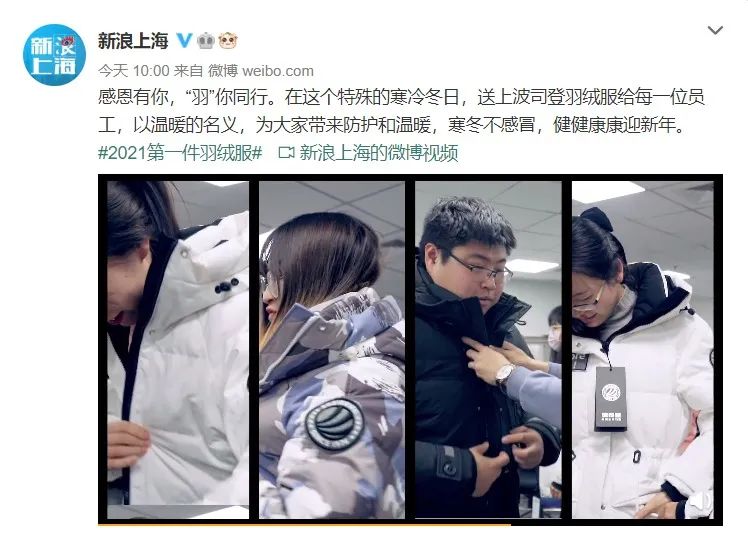 新浪上海
新浪上海
今天 10:00 来自 微博 weibo.com
感恩有你，“羽”你同行。在这个特殊的寒冷冬日，送上波司登羽绒服给每一位员
工，以温暖的名义，为大家带来防护和温暖，寒冬不感冒，健健康康迎新年。
#2021第一件羽绒服# 新浪上海的微博视频